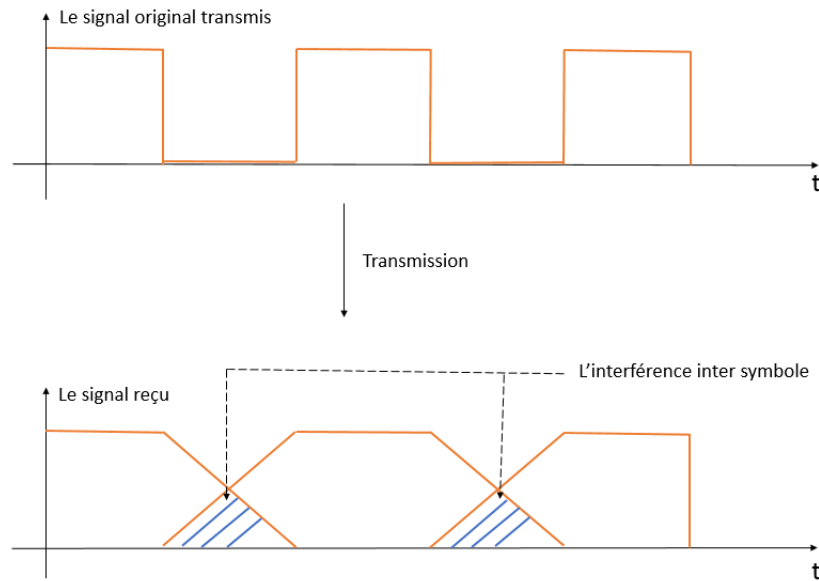 Le signal original transmis
t
Transmission
L'interférence inter symbole
Le signal reçu
t